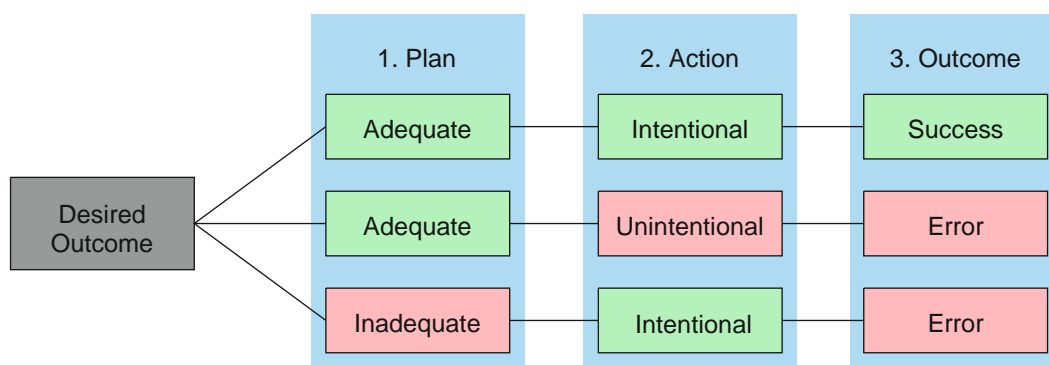 1. Plan
2. Action
3. Outcome
Adequate
Intentional
Success
Desired
Outcome
Adequate
Unintentional
Error
Inadequate
Intentional
Error